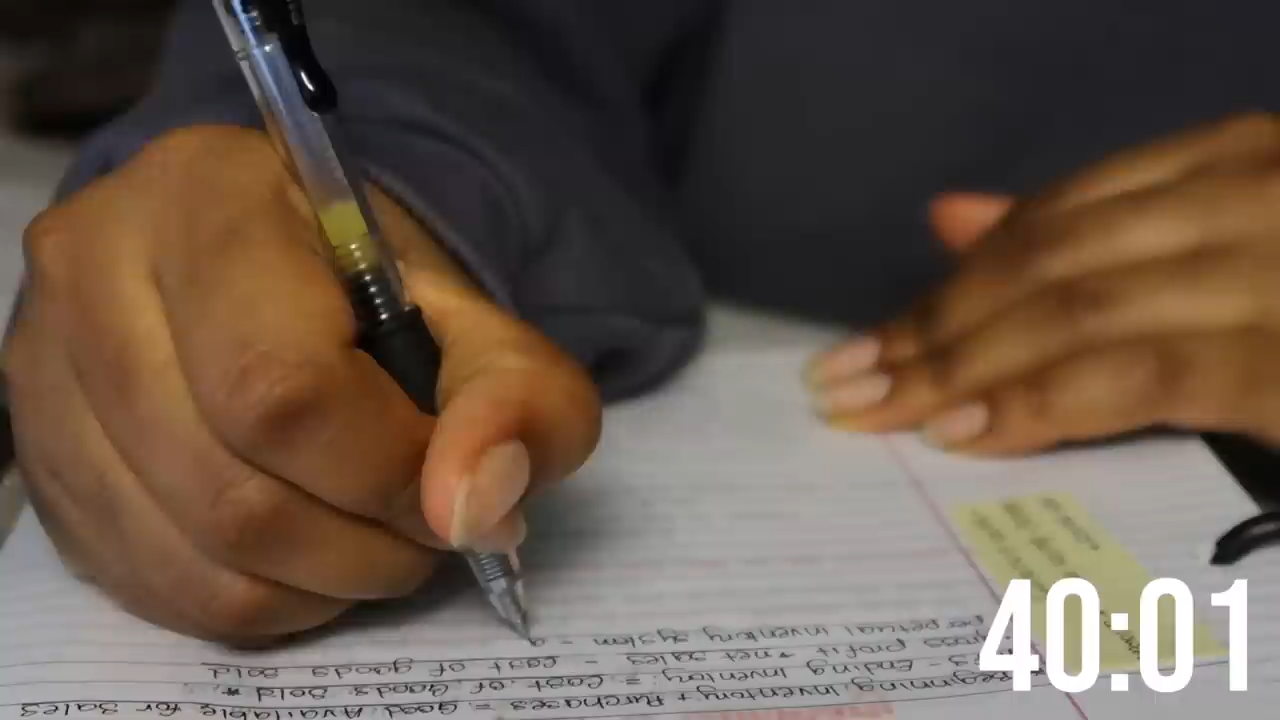 Beginning inventory + Purchases = Good Available for Sales
- Ending inventory = Cost of Goods Sold *
gross profit * net sales - cost of goods sold
perpetual inventory system =
40:01